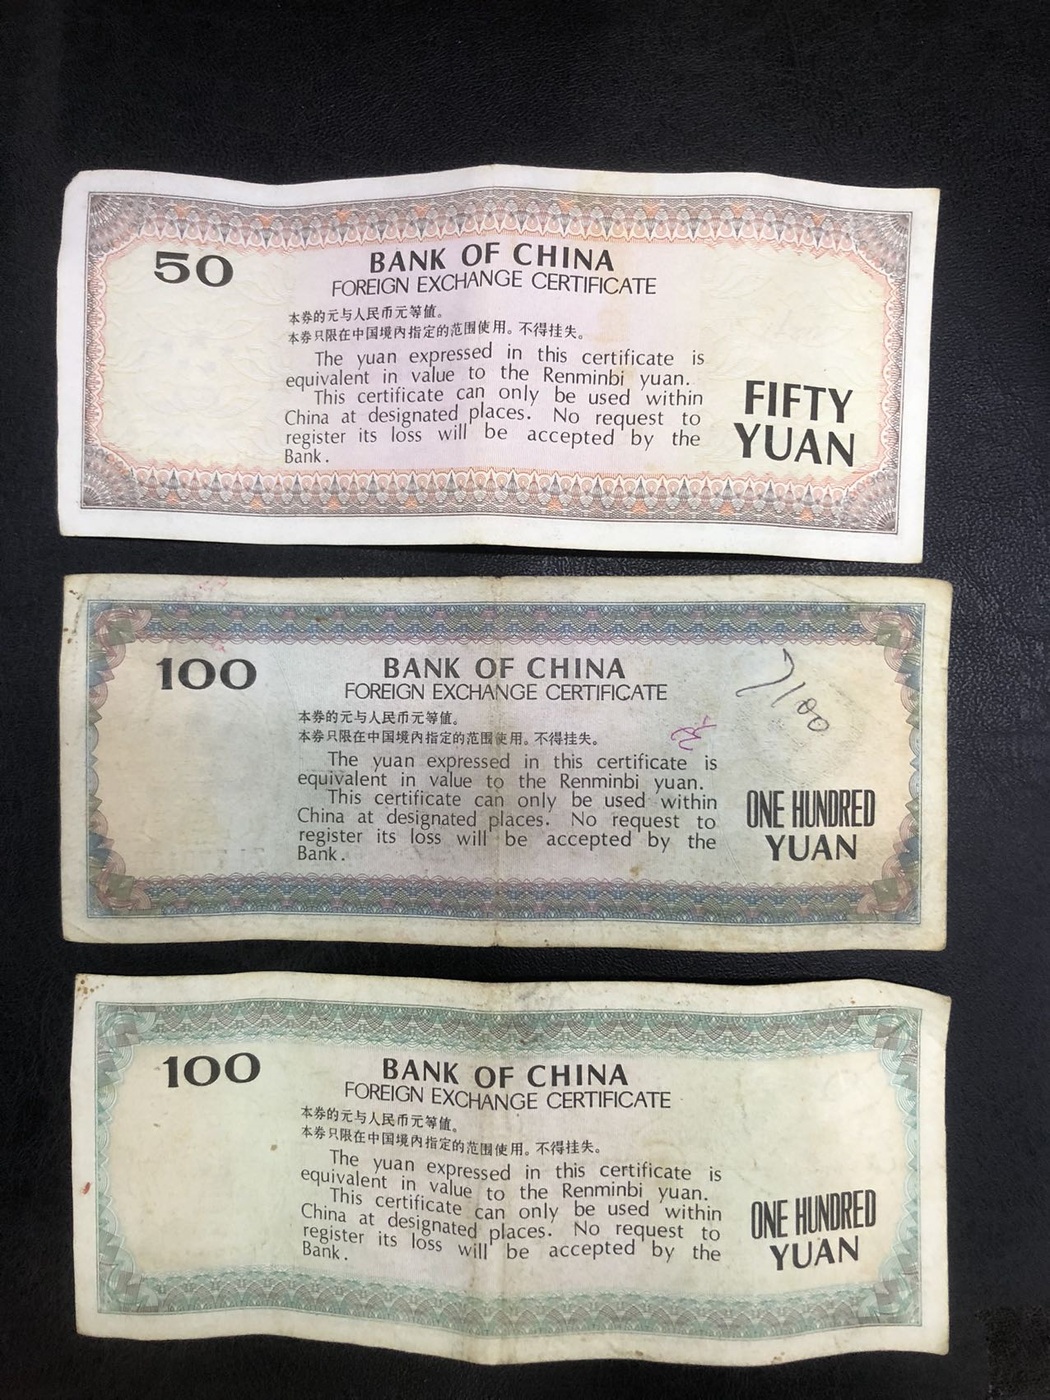 50
BANK OF CHINA
FOREIGN EXCHANGE CERTIFICATE
本券的元与人民币元等值。
本券只限在中国境内指定的范围使用。不得挂失。
The yuan expressed in this certificate is
equivalent in value to the Renminbi yuan.
This certificate can only be used within
China at designated places. No request to
register its loss will be accepted by the
Bank.
FIFTY
YUAN
100
BANK OF CHINA
FOREIGN EXCHANGE CERTIFICATE
本券的元与人民币元等值。
本券只限在中国境内指定的范围使用。不得挂失。
The yuan expressed in this certificate is
equivalent in value to the Renminbi yuan.
This certificate can only be used within
China at designated places. No request to
register its loss will be accepted by the
Bank.
100
ONE HUNDRED
YUAN
100
BANK OF CHINA
FOREIGN EXCHANGE CERTIFICATE
本券的元与人民币元等值。
本券只限在中国境内指定的范围使用。不得挂失。
The yuan expressed in this certificate is
equivalent in value to the Renminbi yuan.
This certificate can only be used within
China at designated places. No request to
register its loss will be accepted by the
Bank.
ONE HUNDRED
YUAN